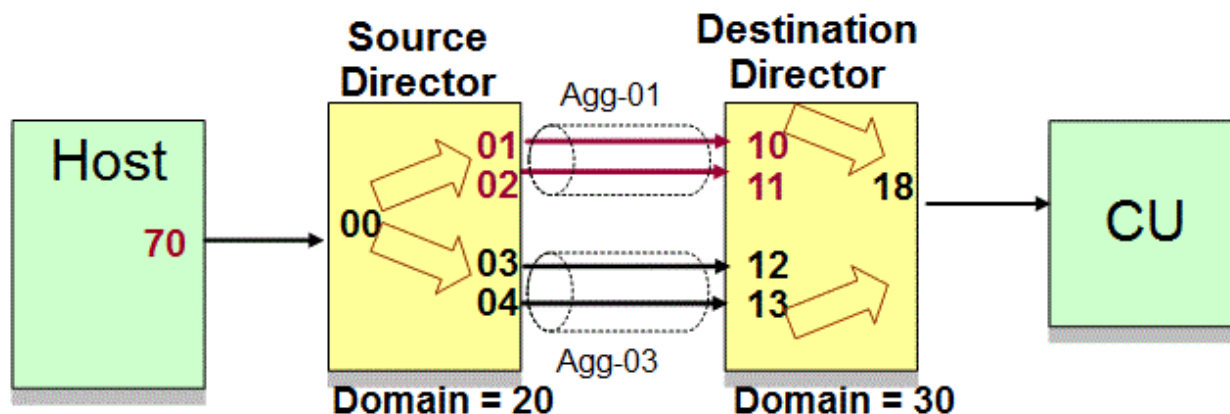 Source
Director
Destination
Director
Agg-01
Host
70
00
01
02
03
04
10
11
12
13
18
CU
Agg-03
Domain = 20
Domain = 30